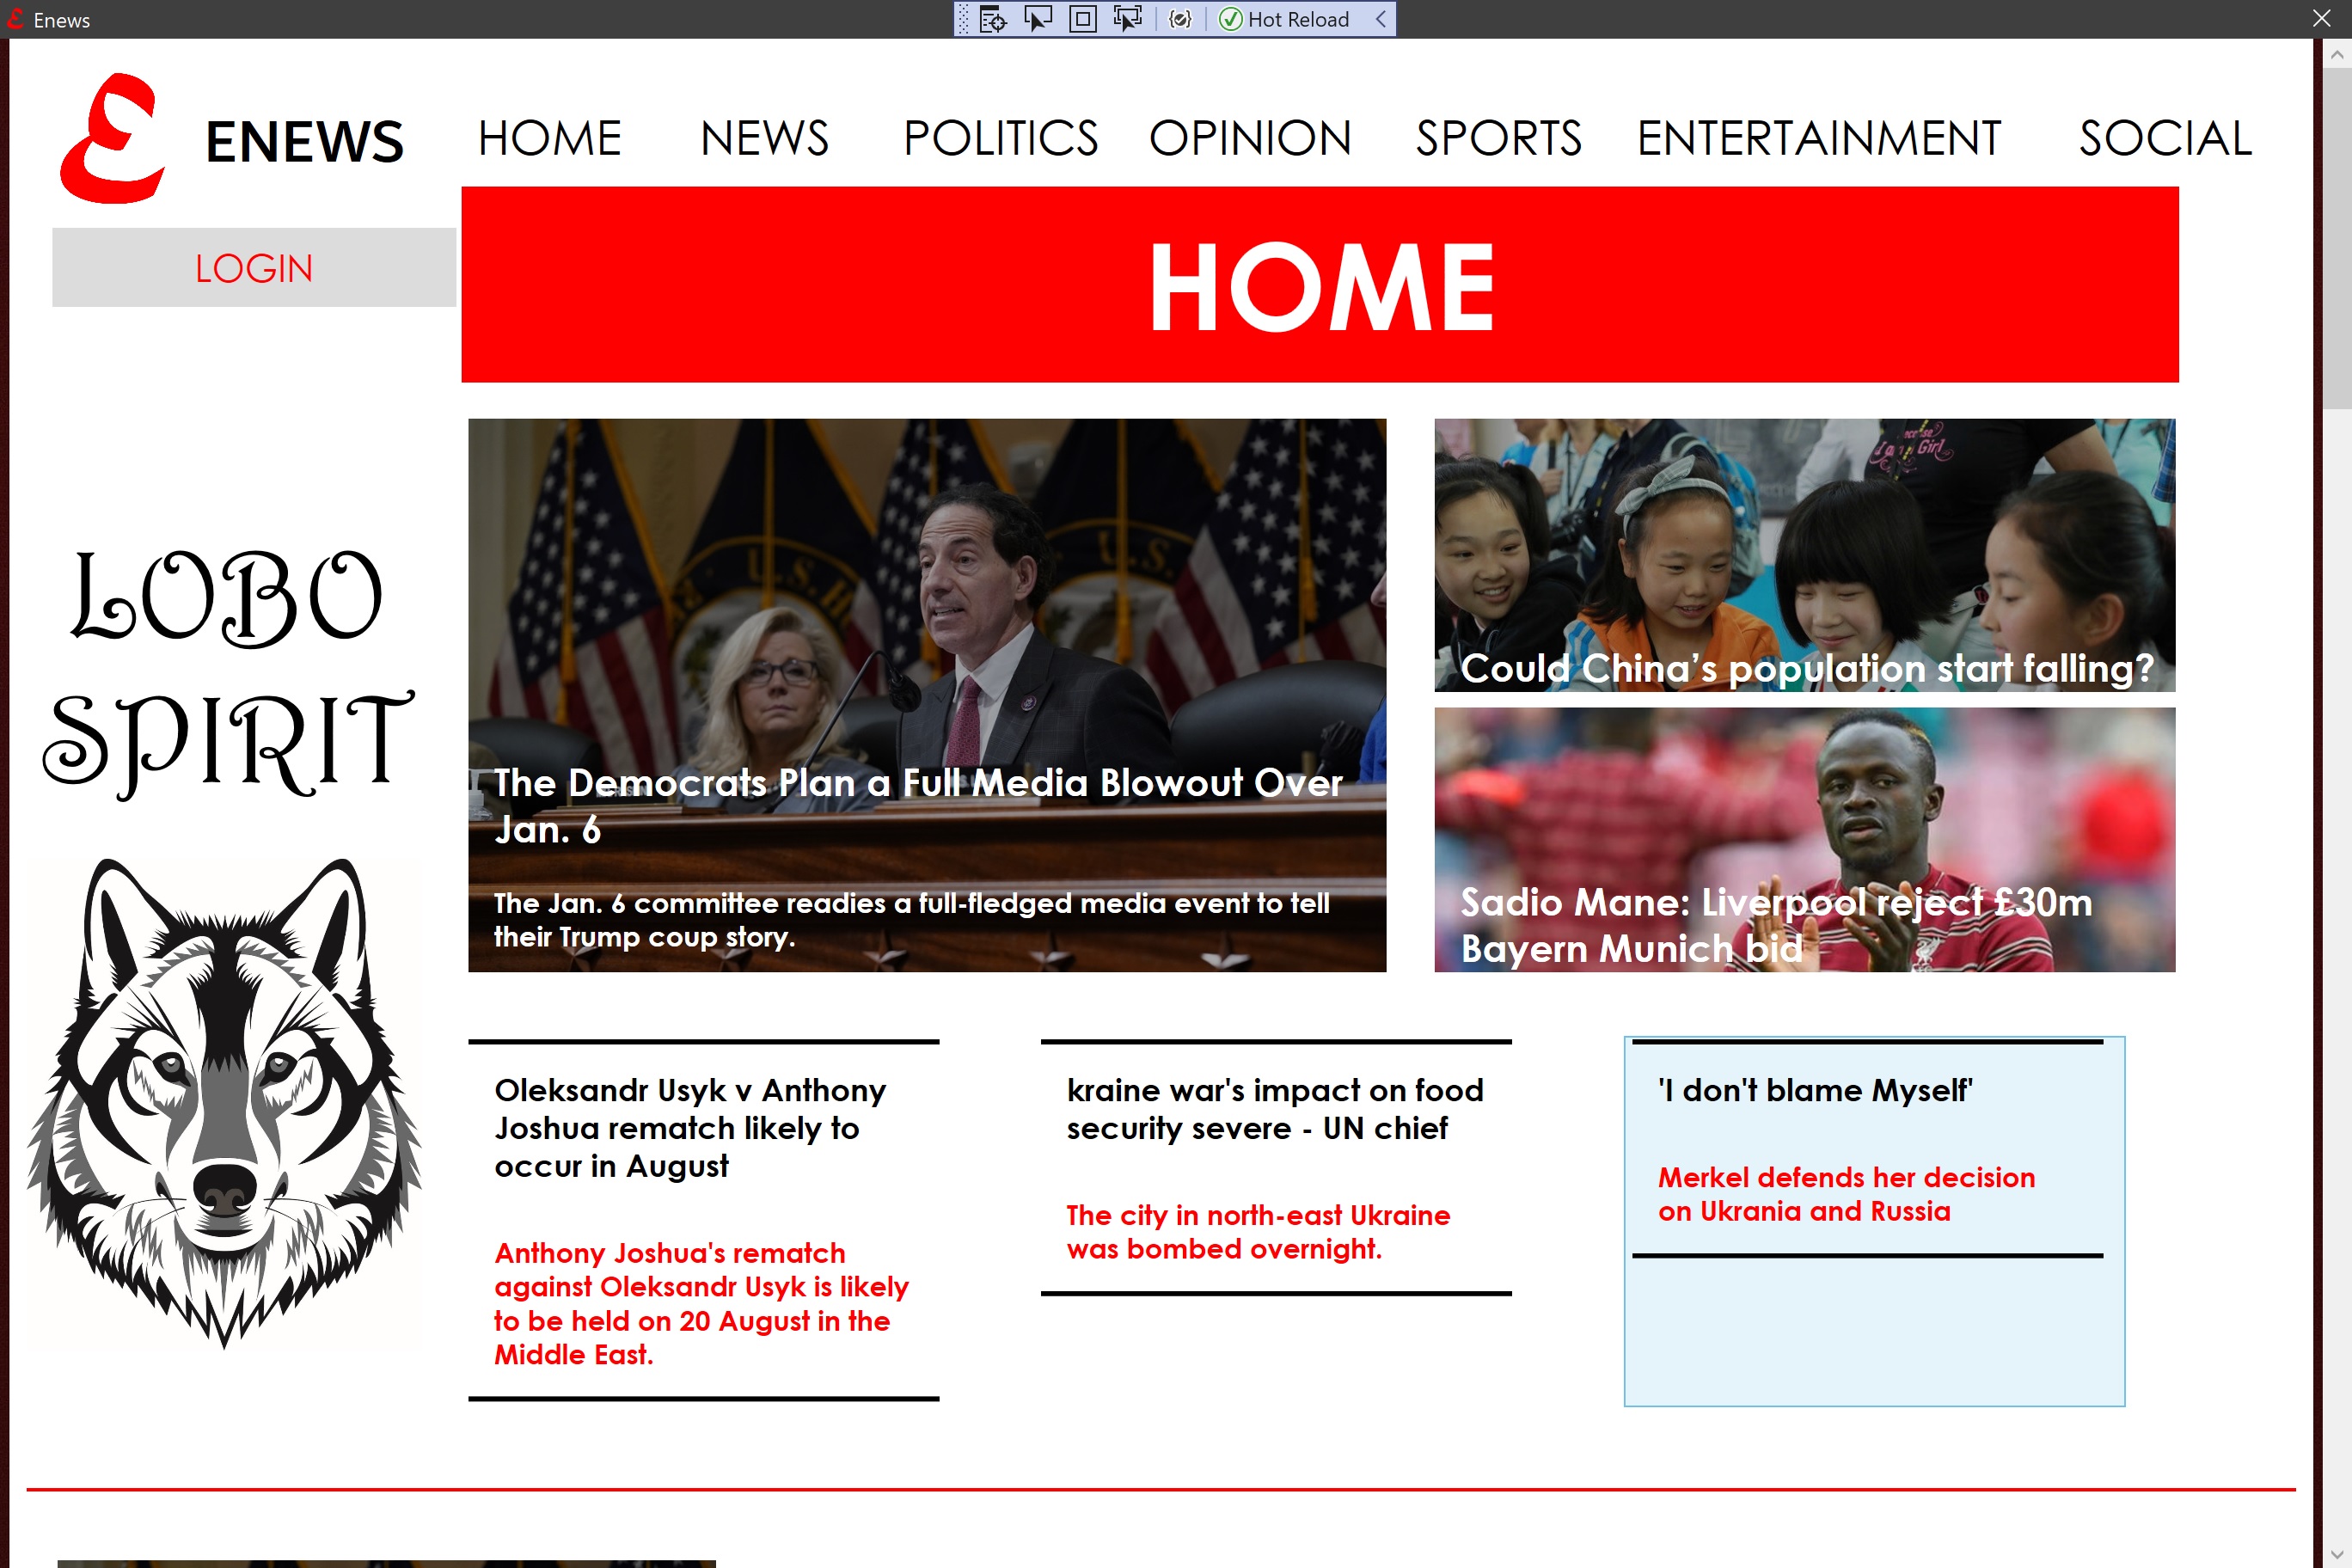 Enews
Hot Reload
ENEWS
HOME
NEWS
POLITICS
OPINION
SPORTS
ENTERTAINMENT
SOCIAL
LOGIN
HOME
LOBO
SPIRIT
The Democrats Plan a Full Media Blowout Over
Jan. 6
The Jan. 6 committee readies a full-fledged media event to tell
their Trump coup story.
Could China’s population start falling?
Sadio Mane: Liverpool reject £30m
Bayern Munich bid
Oleksandr Usyk v Anthony
Joshua rematch likely to
occur in August
Anthony Joshua's rematch
against Oleksandr Usyk is likely
to be held on 20 August in the
Middle East.
kraine war's impact on food
security severe - UN chief
The city in north-east Ukraine
was bombed overnight.
'I don't blame Myself'
Merkel defends her decision
on Ukrania and Russia